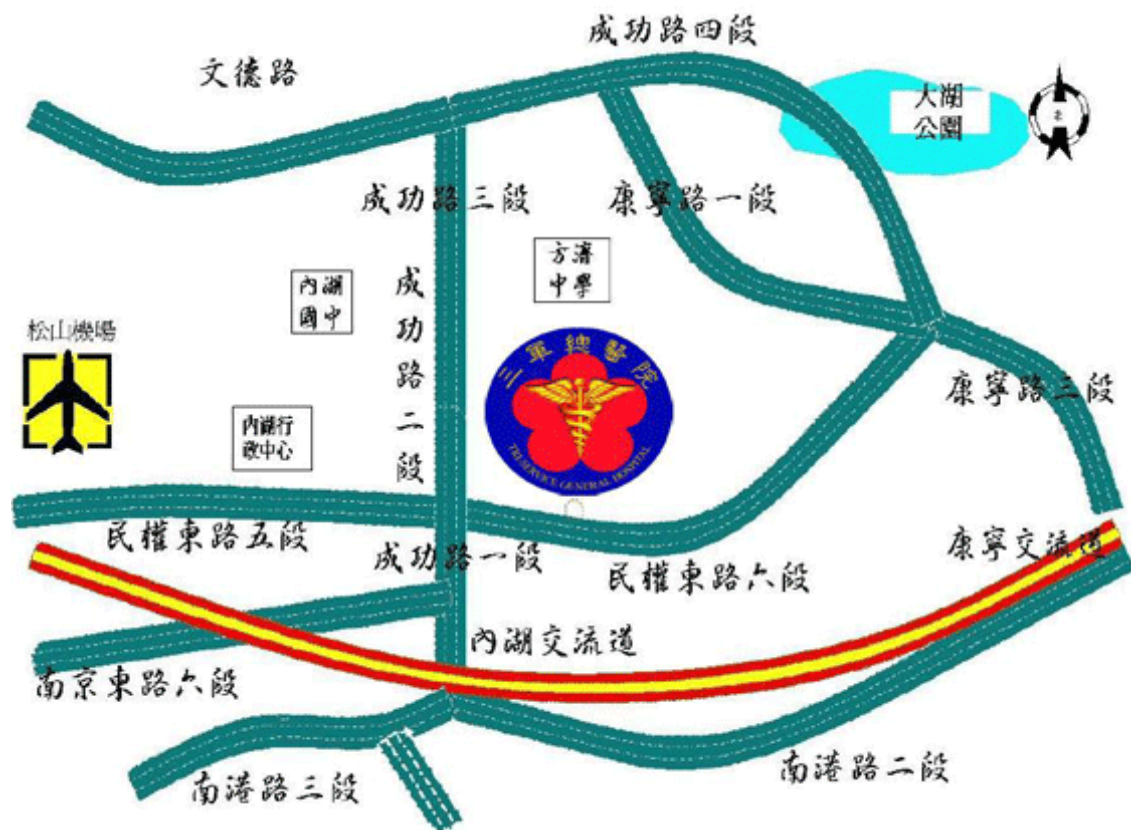 成功路四段
文德路
大湖
公園
北
成功路三段
康寧路一段
方濟
中學
內湖
國中
成功路二段
松山機場
三軍總醫院
TRI-SERVICE GENERAL HOSPITAL
康寧路三段
內湖行
政中心
民權東路五段
成功路一段
民權東路六段
康寧交流道
內湖交流道
南京東路六段
南港路三段
南港路二段